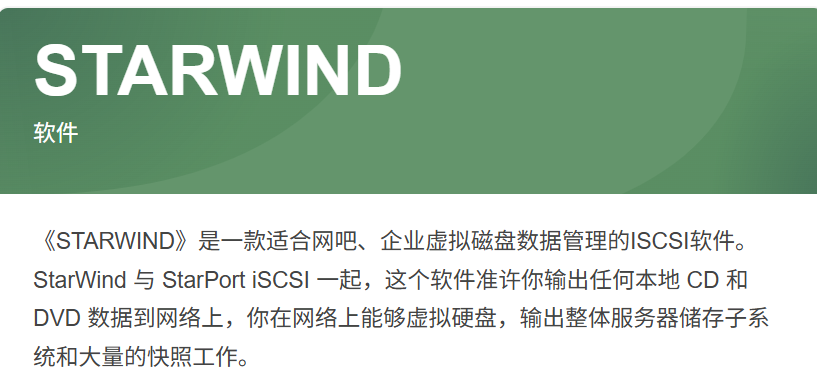 STARWIND
软件
《STARWIND》是一款适合网吧、企业虚拟磁盘数据管理的ISCSI软件。
StarWind 与 StarPort iSCSI 一起，这个软件准许你输出任何本地 CD 和
DVD 数据到网络上，你在网络上能够虚拟硬盘，输出整体服务器储存子系
统和大量的快照工作。